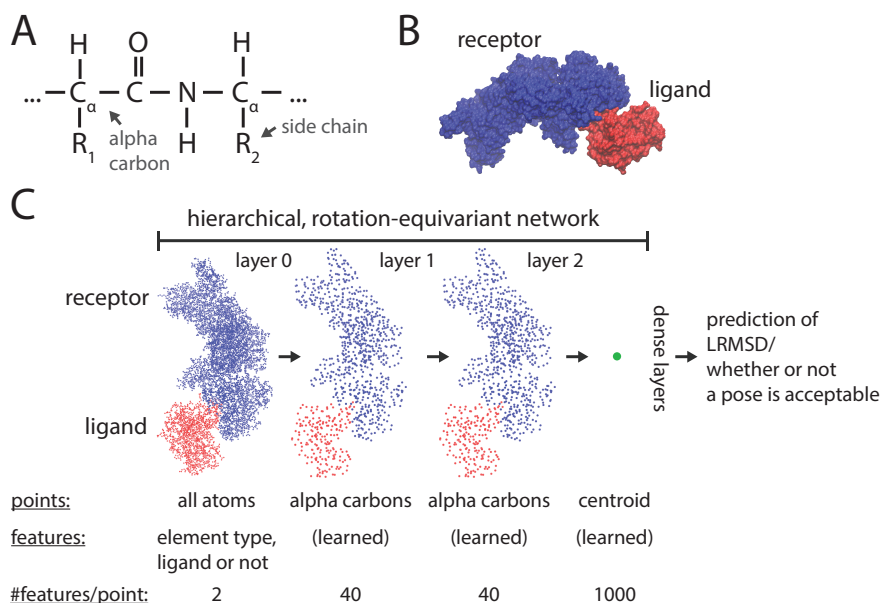 A
H O H
... C α C N C α ...
R1 H R2
alpha
carbon
side chain
B
receptor
ligand
C
hierarchical, rotation-equivariant network
layer 0 layer 1 layer 2
receptor
ligand
dense layers
prediction of
LRMSD/
whether or not
a pose is acceptable
points: all atoms alpha carbons alpha carbons centroid
features: element type, (learned) (learned) (learned)
ligand or not
#features/point: 2 40 40 1000